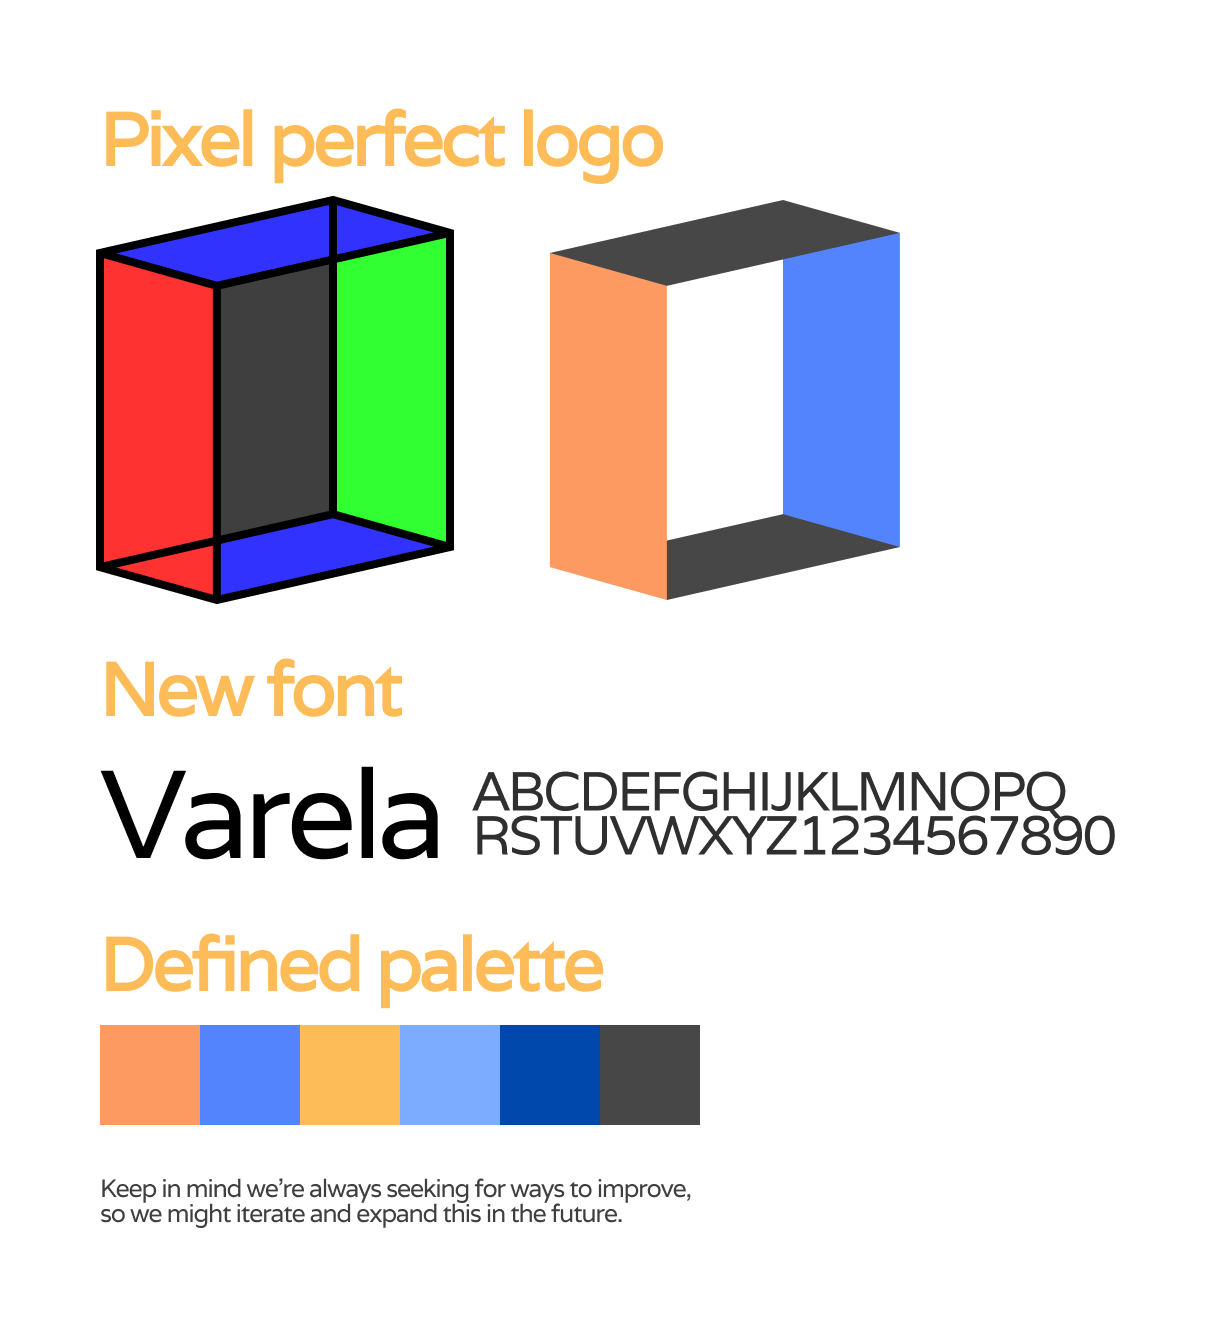 Pixel perfect logo
New font
Varela
ABCDEFGHIJKLMNOPQ
RSTUVWXYZ1234567890
Defined palette
Keep in mind we’re always seeking for ways to improve,
so we might iterate and expand this in the future.